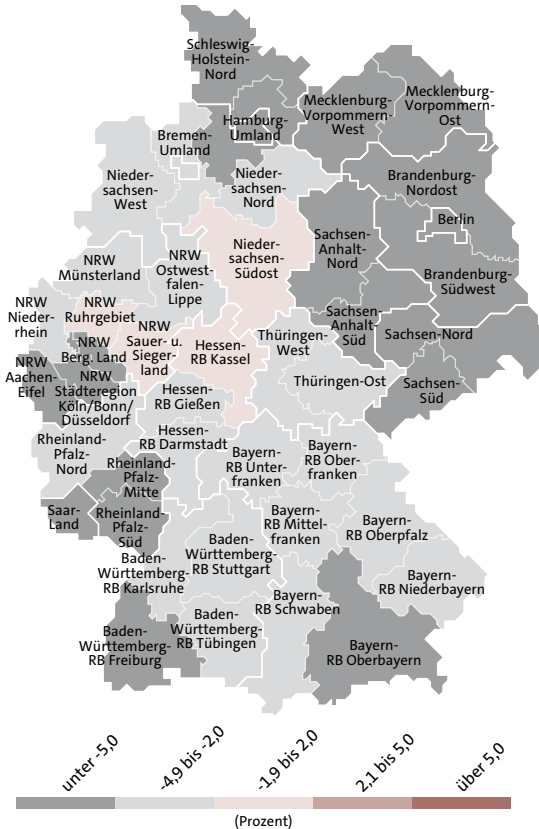 Schleswig-
Holstein-
Nord
Mecklenburg-
Vorpommern-
Ost
Mecklenburg-
Vorpommern-
West
Hamburg-
Umland
Bremen-
Umland
Nieder-
sachsen-
West
Nieder-
sachsen-
Nord
Brandenburg-
Nordost
Berlin
Brandenburg-
Südwest
Sachsen-
Anhalt-
Nord
Nieder-
sachsen-
Südost
NRW
Münsterland
NRW
Ostwest-
falen-
Lippe
NRW
Nieder-
rhein
NRW
Ruhrgebiet
NRW
Sauer- u.
Sieger-
land
NRW
Berg. Land
NRW
Aachen-
Eifel
NRW
Städteregion
Köln/Bonn/
Düsseldorf
Hessen-
RB Kassel
Thüringen-
West
Sachsen-
Anhalt-
Süd
Sachsen-Nord
Sachsen-
Süd
Thüringen-Ost
Hessen-
RB Gießen
Hessen-
RB Darmstadt
Rheinland-
Pfalz-
Nord
Rheinland-
Pfalz-
Mitte
Rheinland-
Pfalz-
Süd
Saar-
Land
Bayern-
RB Unter-
franken
Bayern-
RB Ober-
franken
Bayern-
RB Mittel-
franken
Bayern-
RB Oberpfalz
Baden-
Württemberg-
RB Stuttgart
Baden-
Württemberg-
RB Karlsruhe
Bayern-
RB Niederbayern
Bayern-
RB Schwaben
Baden-
Württemberg-
RB Tübingen
Baden-
Württemberg-
RB Freiburg
Bayern-
RB Oberbayern
unter -5,0
-4,9 bis -2,0
-1,9 bis 2,0
2,1 bis 5,0
über 5,0
(Prozent)